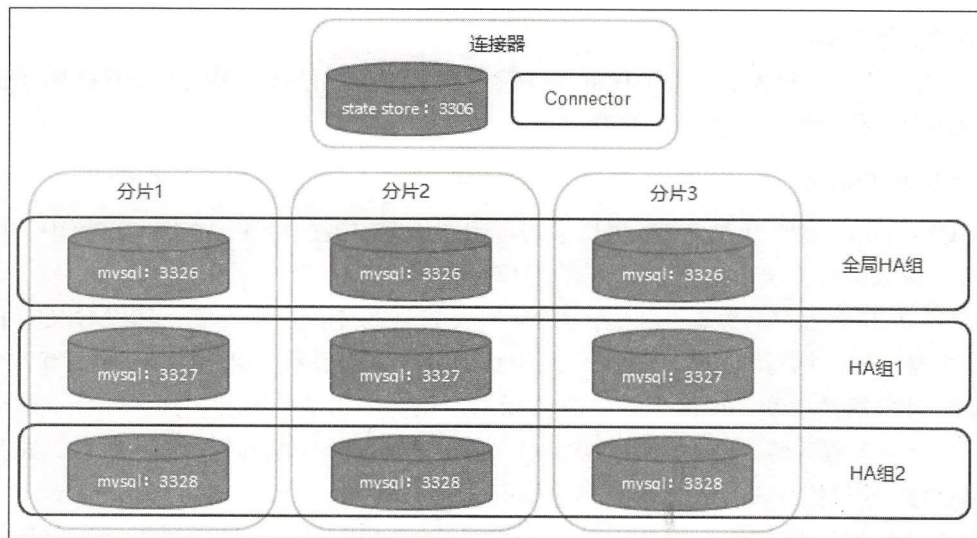 连接器
state store：3306
Connector
分片1
分片2
分片3
mysql：3326
mysql：3326
mysql：3326
全局HA组
mysql：3327
mysql：3327
mysql：3327
HA组1
mysql：3328
mysql：3328
mysql：3328
HA组2